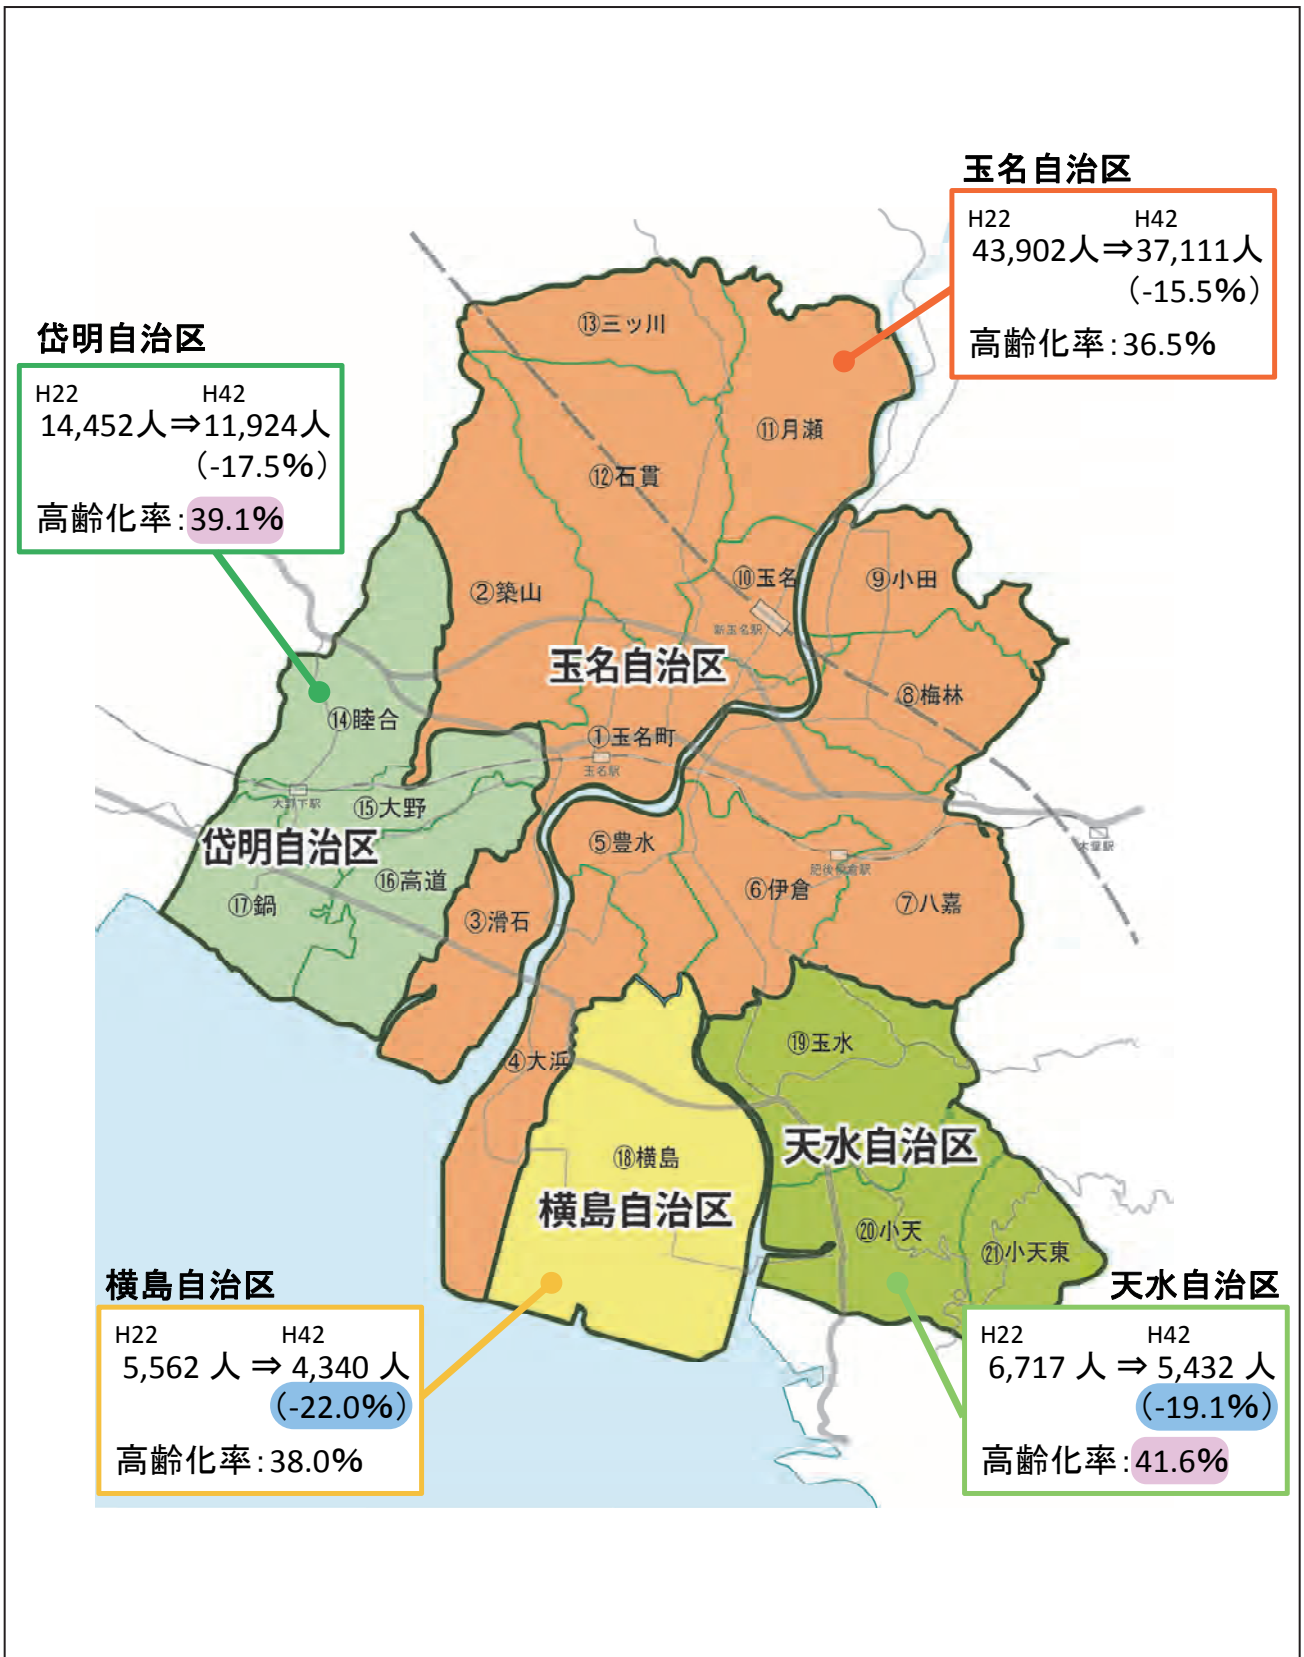 玉名自治区
H22 H42
43,902人⇒37,111人
(-15.5%)
高齢化率:36.5%
岱明自治区
H22 H42
14,452人⇒11,924人
(-17.5%)
高齢化率:39.1%
⑬三ッ川
⑪月瀬
⑫石貫
⑩玉名
⑨小田
②築山
新玉名駅
玉名自治区
⑧梅林
⑭睦合
①玉名町
玉名駅
大野下駅
⑮大野
⑤豊水
岱明自治区
肥後伊倉駅
⑯高道
⑥伊倉
⑰鍋
⑦八嘉
③滑石
⑲玉水
④大浜
天水自治区
⑱横島
横島自治区
⑳小天
㉑小天東
横島自治区
H22 H42
5,562 人 ⇒ 4,340 人
(-22.0%)
高齢化率:38.0%
天水自治区
H22 H42
6,717 人 ⇒ 5,432 人
(-19.1%)
高齢化率:41.6%